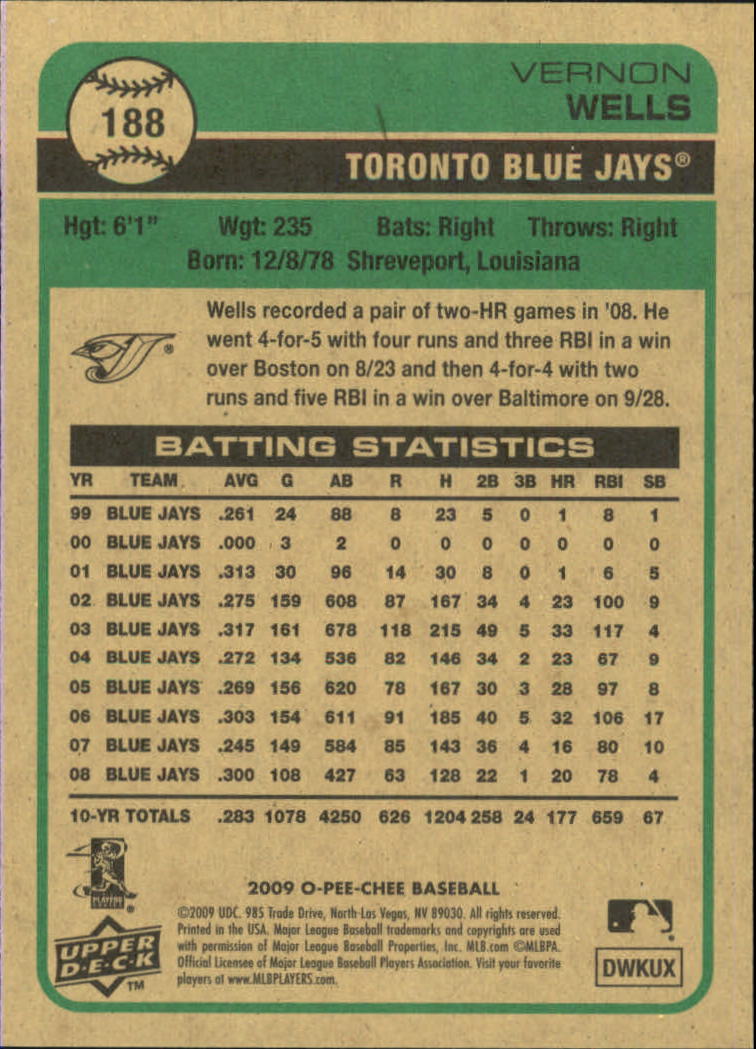 188
VERNON
WELLS
TORONTO BLUE JAYS®
Hgt: 6'1" Wgt: 235 Bats: Right Throws: Right
Born: 12/8/78 Shreveport, Louisiana
Wells recorded a pair of two-HR games in '08. He
went 4-for-5 with four runs and three RBI in a win
over Boston on 8/23 and then 4-for-4 with two
runs and five RBI in a win over Baltimore on 9/28.
J ®
BATTING STATISTICS
YR TEAM AVG G AB R H 2B 3B HR RBI SB
99 BLUE JAYS .261 24 88 8 23 5 0 1 8 1
00 BLUE JAYS .000 3 2 0 0 0 0 0 0 0
01 BLUE JAYS .313 30 96 14 30 8 0 1 6 5
02 BLUE JAYS .275 159 608 87 167 34 4 23 100 9
03 BLUE JAYS .317 161 678 118 215 49 5 33 117 4
04 BLUE JAYS .272 134 536 82 146 34 2 23 67 9
05 BLUE JAYS .269 156 620 78 167 30 3 28 97 8
06 BLUE JAYS .303 154 611 91 185 40 5 32 106 17
07 BLUE JAYS .245 149 584 85 143 36 4 16 80 10
08 BLUE JAYS .300 108 427 63 128 22 1 20 78 4
10-YR TOTALS .283 1078 4250 626 1204 258 24 177 659 67
PLAYERS
®
2009 O-PEE-CHEE BASEBALL
©2009 UDC. 985 Trade Drive, North Las Vegas, NV 89030. All rights reserved.
Printed in the USA. Major League Baseball trademarks and copyrights are used
with permission of Major League Baseball Properties, Inc. MLB.com ©MLBPA.
Official Licensee of Major League Baseball Players Association. Visit your favorite
players at www.MLBPLAYERS.com.
UPPER
D·E·C·K
TM
DWKUX